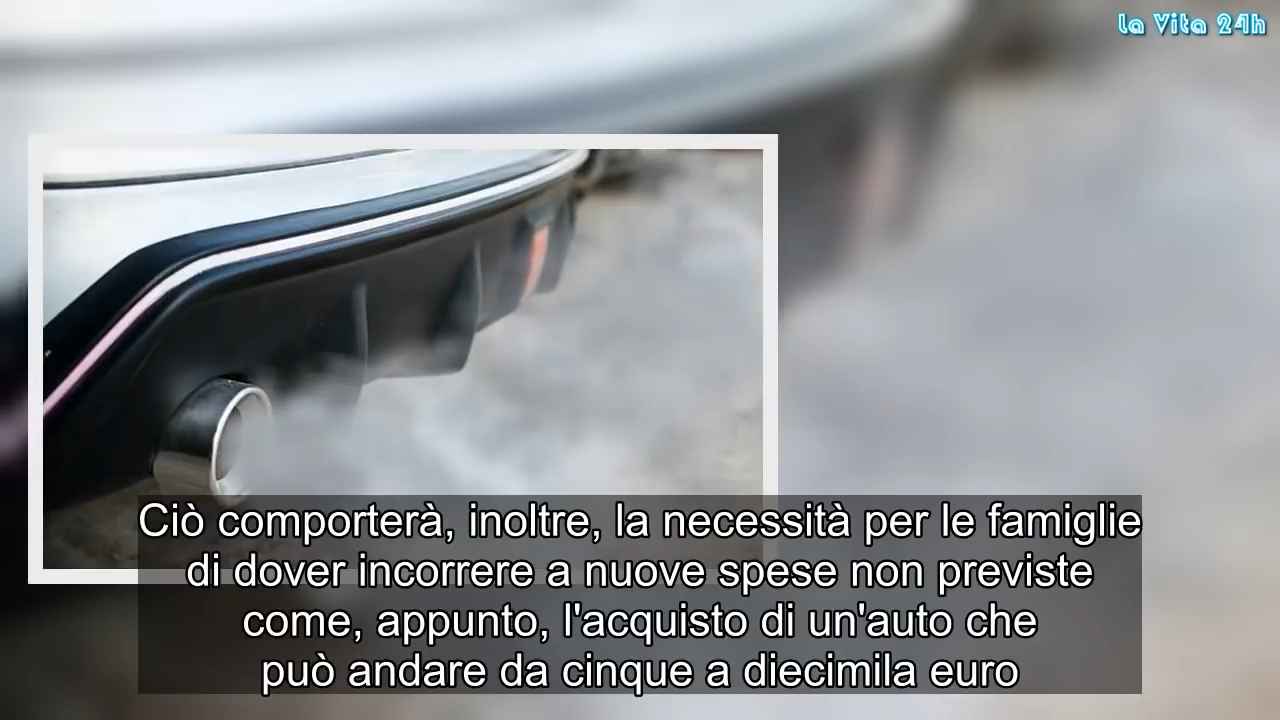 La Vita 24h
Ciò comporterà, inoltre, la necessità per le famiglie
di dover incorrere a nuove spese non previste
come, appunto, l'acquisto di un'auto che
può andare da cinque a diecimila euro